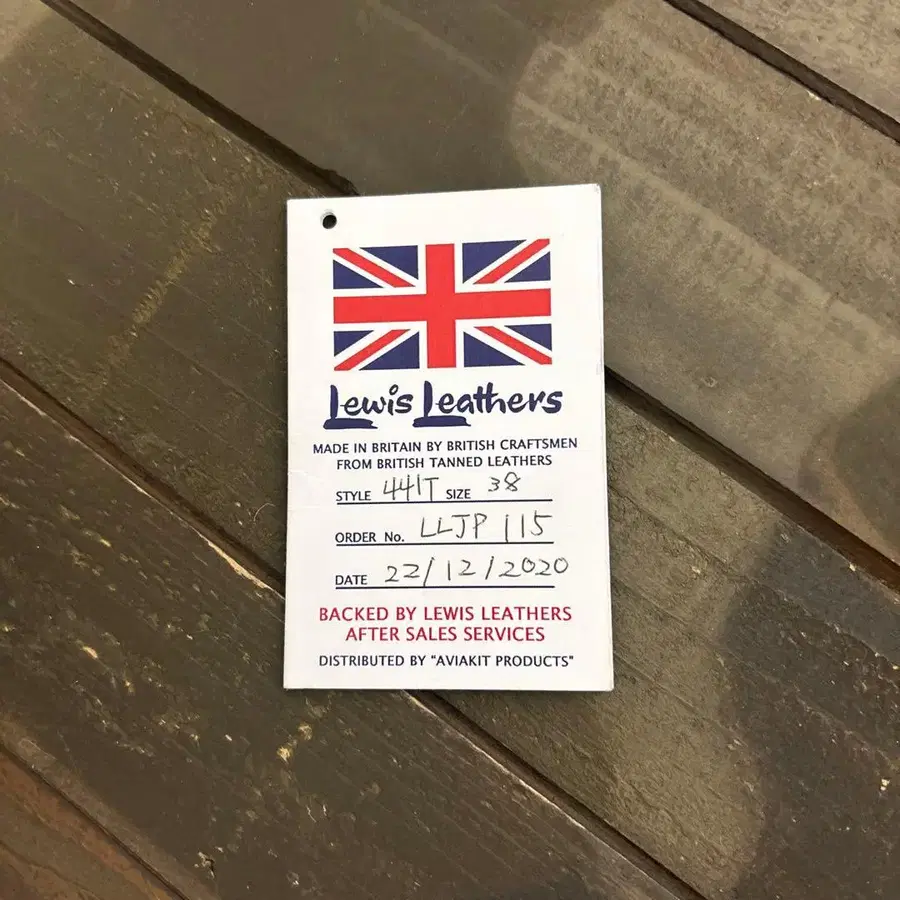 Lewis Leathers
MADE IN BRITAIN BY BRITISH CRAFTSMEN
FROM BRITISH TANNED LEATHERS
STYLE 441T SIZE 38
ORDER No. LLJP 115
DATE 22/12/2020
BACKED BY LEWIS LEATHERS
AFTER SALES SERVICES
DISTRIBUTED BY "AVIAKIT PRODUCTS"